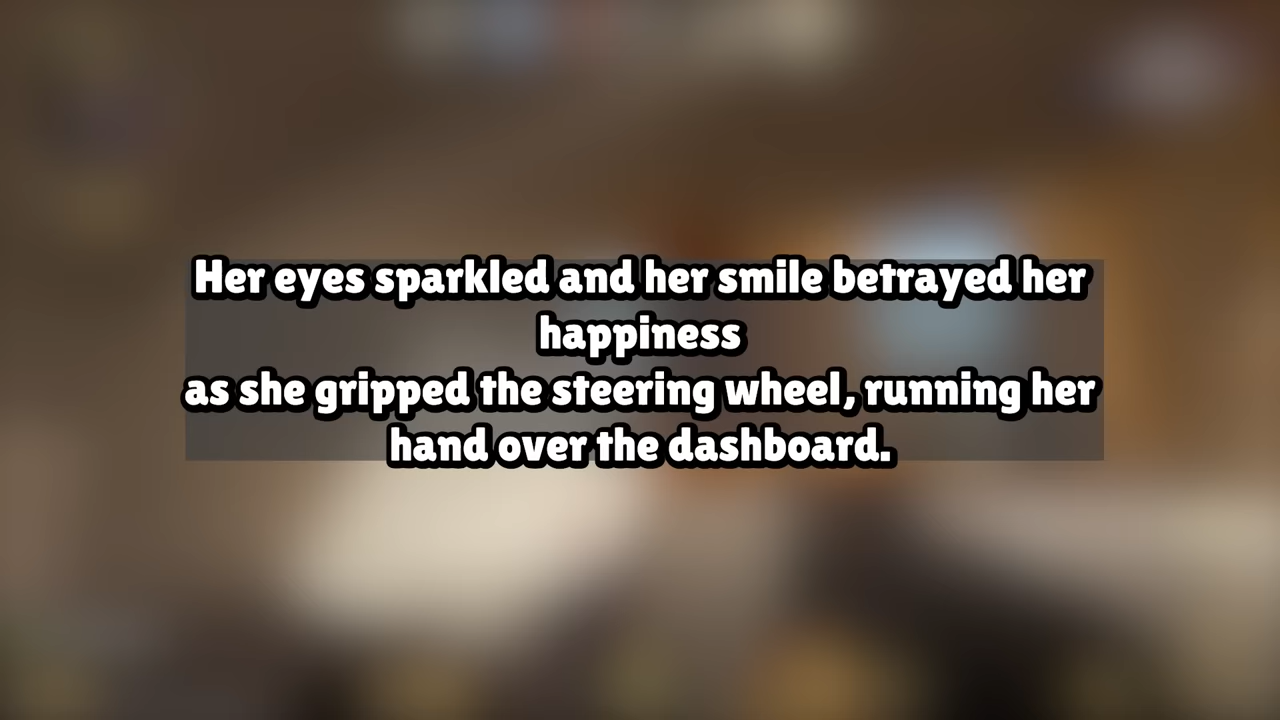 Her eyes sparkled and her smile betrayed her
happiness
as she gripped the steering wheel, running her
hand over the dashboard.